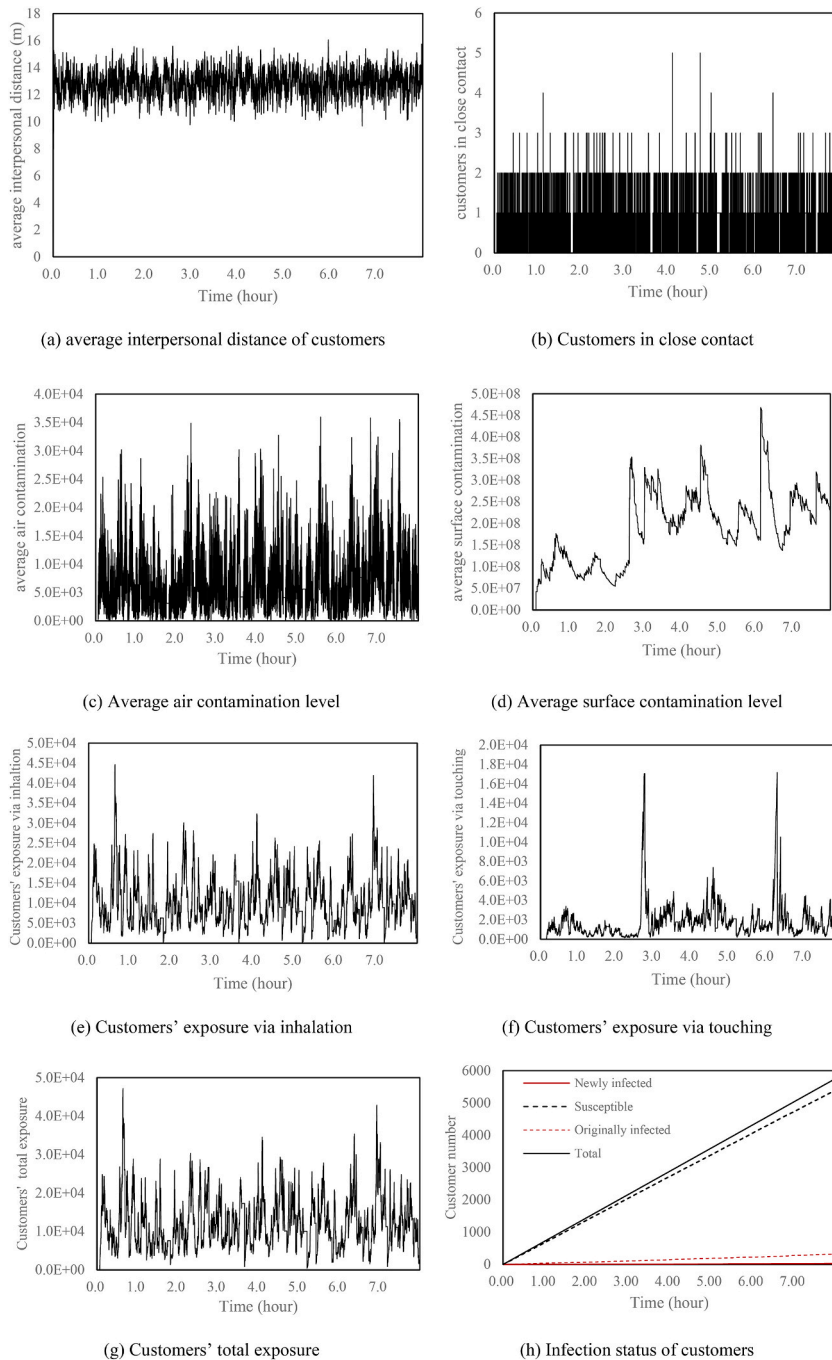 18
16
14
12
10
8
6
4
2
0
average interpersonal distance (m)
0.0 1.0 2.0 3.0 4.0 5.0 6.0 7.0
Time (hour)
(a) average interpersonal distance of customers
6
5
4
3
2
1
0
customers in close contact
0.0 1.0 2.0 3.0 4.0 5.0 6.0 7.0
Time (hour)
(b) Customers in close contact
4.0E+04
3.5E+04
3.0E+04
2.5E+04
2.0E+04
1.5E+04
1.0E+04
5.0E+03
0.0E+00
average air contamination
0.0 1.0 2.0 3.0 4.0 5.0 6.0 7.0
Time (hour)
(c) Average air contamination level
5.0E+08
4.5E+08
4.0E+08
3.5E+08
3.0E+08
2.5E+08
2.0E+08
1.5E+08
1.0E+08
5.0E+07
0.0E+00
average surface contamination
0.0 1.0 2.0 3.0 4.0 5.0 6.0 7.0
Time (hour)
(d) Average surface contamination level
5.0E+04
4.5E+04
4.0E+04
3.5E+04
3.0E+04
2.5E+04
2.0E+04
1.5E+04
1.0E+04
5.0E+03
0.0E+00
Customers' exposure via inhaltion
0.0 1.0 2.0 3.0 4.0 5.0 6.0 7.0
Time (hour)
(e) Customers’ exposure via inhalation
2.0E+04
1.8E+04
1.6E+04
1.4E+04
1.2E+04
1.0E+04
8.0E+03
6.0E+03
4.0E+03
2.0E+03
0.0E+00
Customers' exposure via touching
0.0 1.0 2.0 3.0 4.0 5.0 6.0 7.0
Time (hour)
(f) Customers’ exposure via touching
5.0E+04
4.0E+04
3.0E+04
2.0E+04
1.0E+04
0.0E+00
Customers' total exposure
0.0 1.0 2.0 3.0 4.0 5.0 6.0 7.0
Time (hour)
(g) Customers’ total exposure
6000
5000
4000
3000
2000
1000
0
Customer number
Newly infected
Susceptible
Originally infected
Total
0.00 1.00 2.00 3.00 4.00 5.00 6.00 7.00
Time (hour)
(h) Infection status of customers